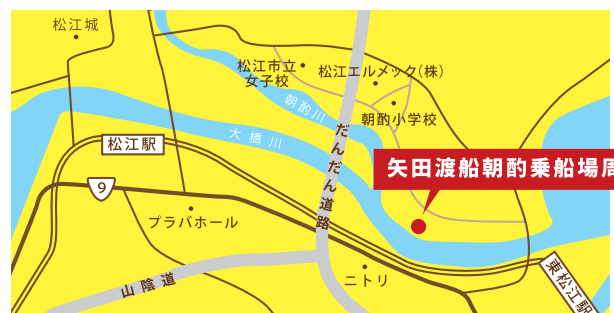 松江城
松江市立
女子校
松江エルメック(株)
朝酌川
朝酌小学校
大橋川
松江駅
だんだん道路
矢田渡船朝酌乗船場周
9
プラバホール
ニトリ
山陰道
東松江駅